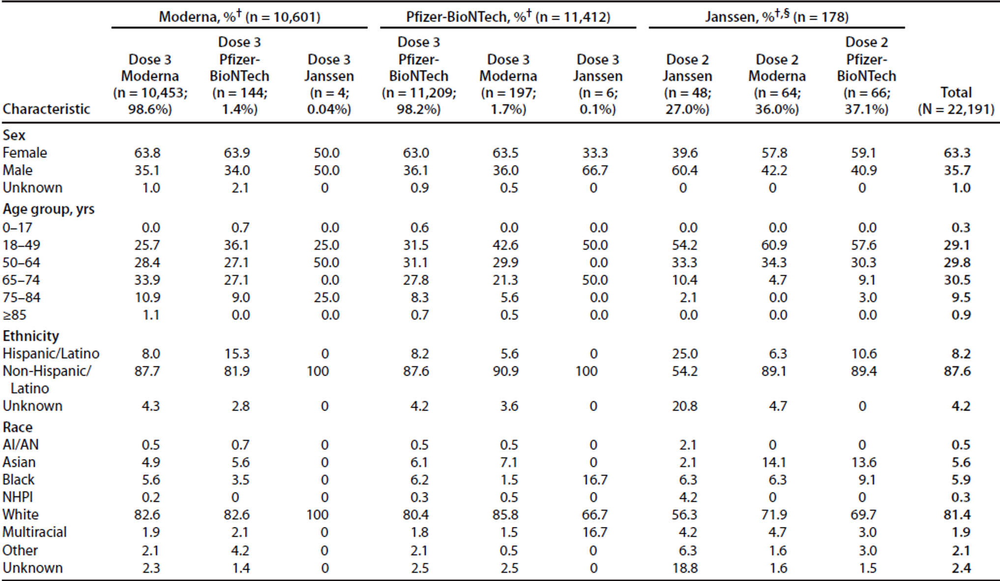 Moderna, %† (n = 10,601) Pfizer-BioNTech, %† (n = 11,412) Janssen, %†,§ (n = 178)
Characteristic Dose 3 Moderna (n = 10,453; 98.6%) Dose 3 Pfizer-BioNTech (n = 144; 1.4%) Dose 3 Janssen (n = 4; 0.04%) Dose 3 Pfizer-BioNTech (n = 11,209; 98.2%) Dose 3 Moderna (n = 197; 1.7%) Dose 3 Janssen (n = 6; 0.1%) Dose 2 Janssen (n = 48; 27.0%) Dose 2 Moderna (n = 64; 36.0%) Dose 2 Pfizer-BioNTech (n = 66; 37.1%) Total (N = 22,191)
Sex
Female 63.8 63.9 50.0 63.0 63.5 33.3 39.6 57.8 59.1 63.3
Male 35.1 34.0 50.0 36.1 36.0 66.7 60.4 42.2 40.9 35.7
Unknown 1.0 2.1 0 0.9 0.5 0 0 0 0 1.0
Age group, yrs
0–17 0.0 0.7 0.0 0.6 0.0 0.0 0.0 0.0 0.0 0.3
18–49 25.7 36.1 25.0 31.5 42.6 50.0 54.2 60.9 57.6 29.1
50–64 28.4 27.1 50.0 31.1 29.9 0.0 33.3 34.3 30.3 29.8
65–74 33.9 27.1 0.0 27.8 21.3 50.0 10.4 4.7 9.1 30.5
75–84 10.9 9.0 25.0 8.3 5.6 0.0 2.1 0.0 3.0 9.5
≥85 1.1 0.0 0.0 0.7 0.5 0.0 0.0 0.0 0.0 0.9
Ethnicity
Hispanic/Latino 8.0 15.3 0 8.2 5.6 0 25.0 6.3 10.6 8.2
Non-Hispanic/ 87.7 81.9 100 87.6 90.9 100 54.2 89.1 89.4 87.6
Latino
Unknown 4.3 2.8 0 4.2 3.6 0 20.8 4.7 0 4.2
Race
AI/AN 0.5 0.7 0 0.5 0.5 0 2.1 0 0 0.5
Asian 4.9 5.6 0 6.1 7.1 0 2.1 14.1 13.6 5.6
Black 5.6 3.5 0 6.2 1.5 16.7 6.3 6.3 9.1 5.9
NHPI 0.2 0 0 0.3 0.5 0 4.2 0 0 0.3
White 82.6 82.6 100 80.4 85.8 66.7 56.3 71.9 69.7 81.4
Multiracial 1.9 2.1 0 1.8 1.5 16.7 4.2 4.7 3.0 1.9
Other 2.1 4.2 0 2.1 0.5 0 6.3 1.6 3.0 2.1
Unknown 2.3 1.4 0 2.5 2.5 0 18.8 1.6 1.5 2.4